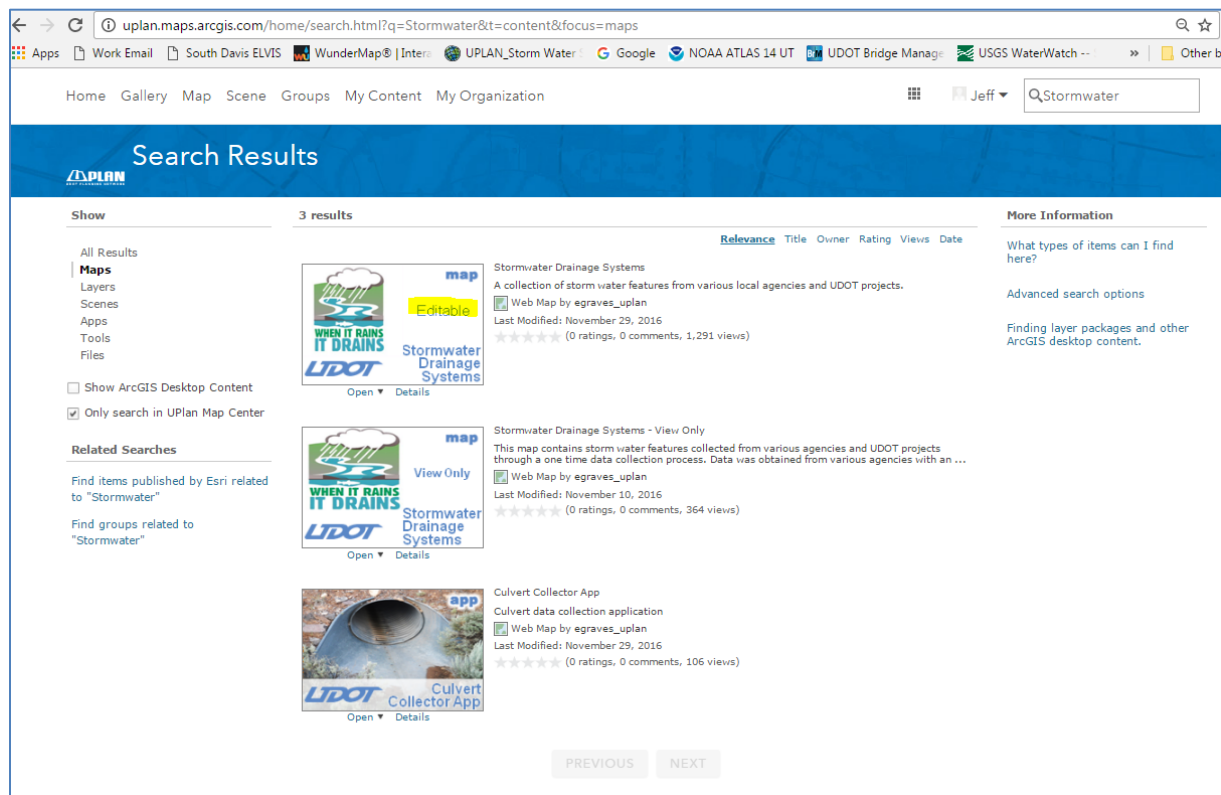 uplan.maps.arcgis.com/home/search.html?q=Stormwater&t=content&focus=maps
Apps Work Email South Davis ELVIS WunderMap® | Intera UPLAN_Storm Water Google NOAA ATLAS 14 UT UDOT Bridge Manage USGS WaterWatch -- » Other b
Home Gallery Map Scene Groups My Content My Organization Jeff ▾ Stormwater
Search Results
UPLAN
Show
All Results
Maps
Layers
Scenes
Apps
Tools
Files
Show ArcGIS Desktop Content
Only search in UPlan Map Center
Related Searches
Find items published by Esri related
to "Stormwater"
Find groups related to
"Stormwater"
3 results
Relevance Title Owner Rating Views Date
map
Editable
WHEN IT RAINS
IT DRAINS
UDOT
Stormwater
Drainage
Systems
Open ▾ Details
Stormwater Drainage Systems
A collection of storm water features from various local agencies and UDOT projects.
Web Map by egraves_uplan
Last Modified: November 29, 2016
(0 ratings, 0 comments, 1,291 views)
map
View Only
WHEN IT RAINS
IT DRAINS
UDOT
Stormwater
Drainage
Systems
Open ▾ Details
Stormwater Drainage Systems - View Only
This map contains storm water features collected from various agencies and UDOT projects
through a one time data collection process. Data was obtained from various agencies with an ...
Web Map by egraves_uplan
Last Modified: November 10, 2016
(0 ratings, 0 comments, 364 views)
app
UDOT
Culvert
Collector App
Open ▾ Details
Culvert Collector App
Culvert data collection application
Web Map by egraves_uplan
Last Modified: November 29, 2016
(0 ratings, 0 comments, 106 views)
PREVIOUS NEXT
More Information
What types of items can I find
here?
Advanced search options
Finding layer packages and other
ArcGIS desktop content.